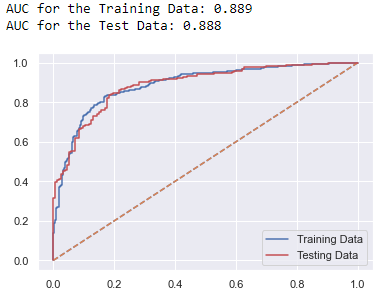 AUC for the Training Data: 0.889
AUC for the Test Data: 0.888
1.0
0.8
0.6
0.4
0.2
0.0
0.0 0.2 0.4 0.6 0.8 1.0
Training Data
Testing Data